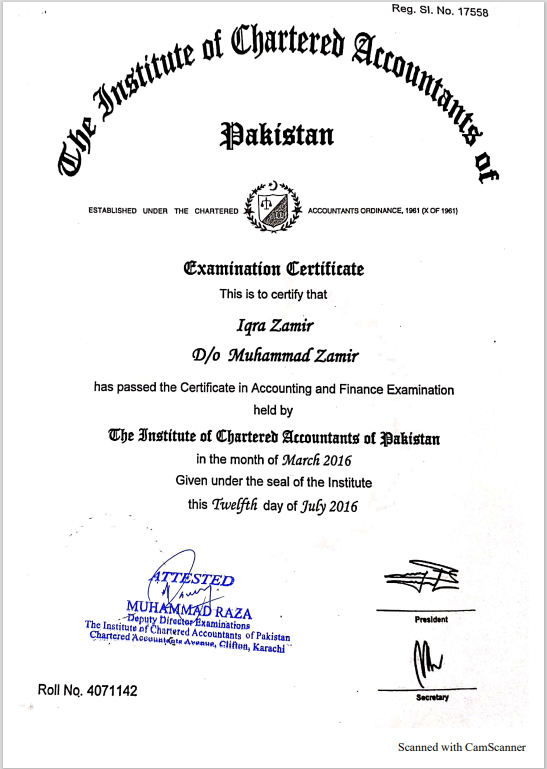 Reg. Sl. No. 17558
The Institute of Chartered Accountants of
Pakistan
ESTABLISHED UNDER THE CHARTERED ACCOUNTANTS ORDINANCE, 1961 (X OF 1961)
Examination Certificate
This is to certify that
Iqra Zamir
D/o Muhammad Zamir
has passed the Certificate in Accounting and Finance Examination
held by
The Institute of Chartered Accountants of Pakistan
in the month of March 2016
Given under the seal of the Institute
this Twelfth day of July 2016
ATTESTED
MUHAMMAD RAZA
Deputy Director Examinations
The Institute of Chartered Accountants of Pakistan
Chartered Accountants Avenue, Clifton, Karachi
President
Secretary
Roll No. 4071142
Scanned with CamScanner